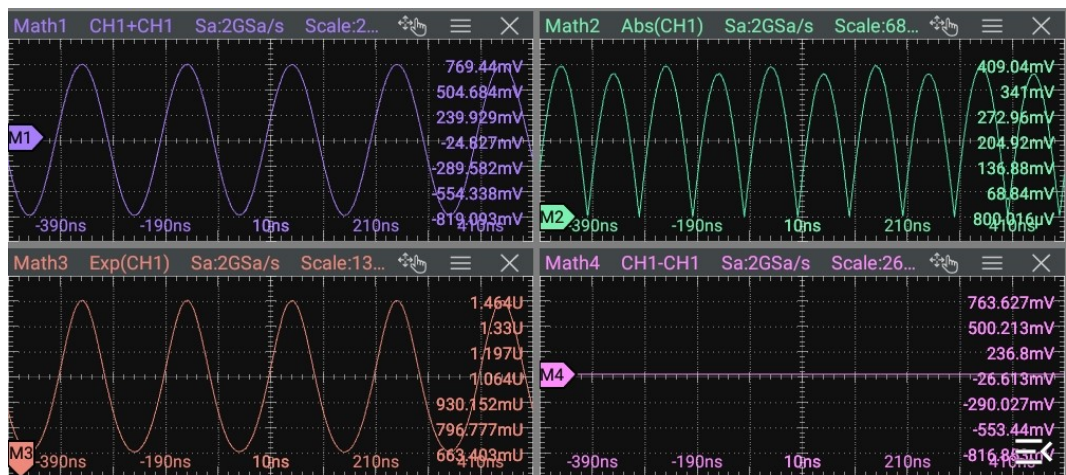 Math1 CH1+CH1 Sa:2GSa/s Scale:2...
769.44mV
504.684mV
239.929mV
M1
-24.827mV
-289.582mV
-554.338mV
-819.093mV
-390ns -190ns 10ns 210ns 410ns
Math2 Abs(CH1) Sa:2GSa/s Scale:68...
409.04mV
341mV
272.96mV
204.92mV
136.88mV
68.84mV
M2
800.016µV
-390ns -190ns 10ns 210ns 410ns
Math3 Exp(CH1) Sa:2GSa/s Scale:13...
1.464U
1.33U
1.197U
1.064U
930.152mU
796.777mU
M3
663.403mU
-390ns -190ns 10ns 210ns 410ns
Math4 CH1-CH1 Sa:2GSa/s Scale:26...
763.627mV
500.213mV
236.8mV
M4
-26.613mV
-290.027mV
-553.44mV
-390ns -190ns 10ns 210ns